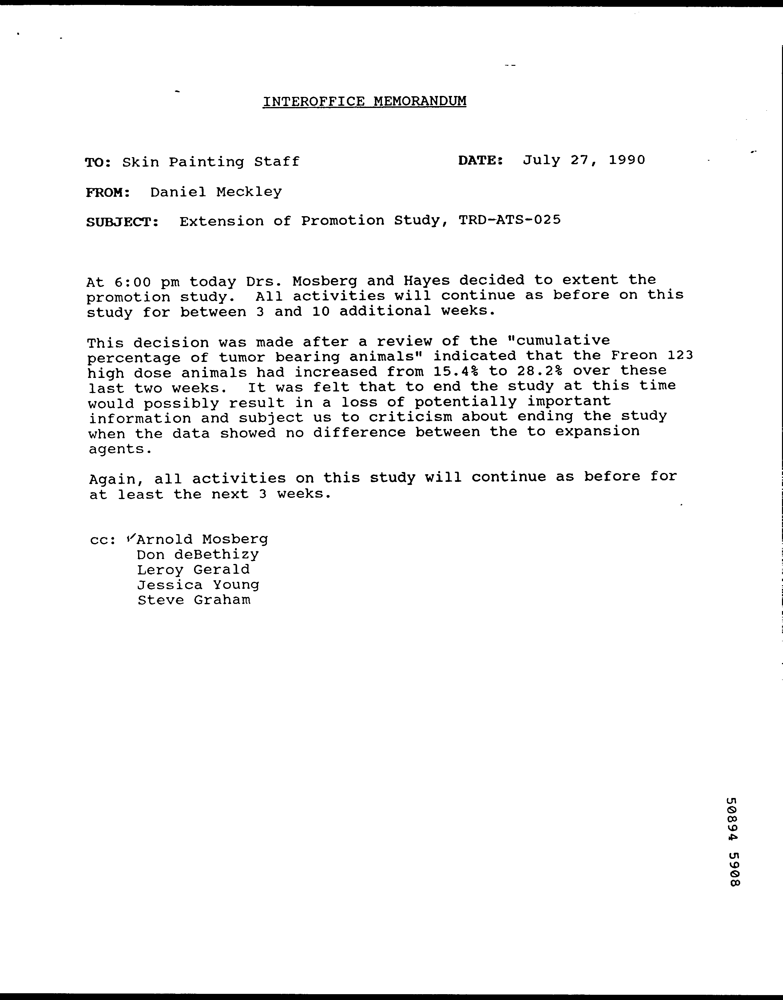 INTEROFFICE MEMORANDUM
TO: Skin Painting Staff DATE: July 27, 1990
FROM: Daniel Meckley
SUBJECT: Extension of Promotion Study, TRD-ATS-025
At 6:00 pm today Drs. Mosberg and Hayes decided to extent the
promotion study. All activities will continue as before on this
study for between 3 and 10 additional weeks.
This decision was made after a review of the "cumulative
percentage of tumor bearing animals" indicated that the Freon 123
high dose animals had increased from 15.4% to 28.2% over these
last two weeks. It was felt that to end the study at this time
would possibly result in a loss of potentially important
information and subject us to criticism about ending the study
when the data showed no difference between the to expansion
agents.
Again, all activities on this study will continue as before for
at least the next 3 weeks.
cc: ✓Arnold Mosberg
Don deBethizy
Leroy Gerald
Jessica Young
Steve Graham
50894 5908